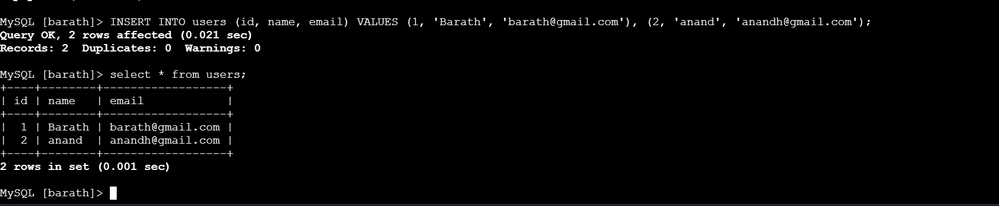 MySQL [barath]> INSERT INTO users (id, name, email) VALUES (1, 'Barath', 'barath@gmail.com'), (2, 'anand', 'anandh@gmail.com');
Query OK, 2 rows affected (0.021 sec)
Records: 2  Duplicates: 0  Warnings: 0

MySQL [barath]> select * from users;
+----+--------+------------------+
| id | name   | email            |
+----+--------+------------------+
|  1 | Barath | barath@gmail.com |
|  2 | anand  | anandh@gmail.com |
+----+--------+------------------+
2 rows in set (0.001 sec)

MySQL [barath]>